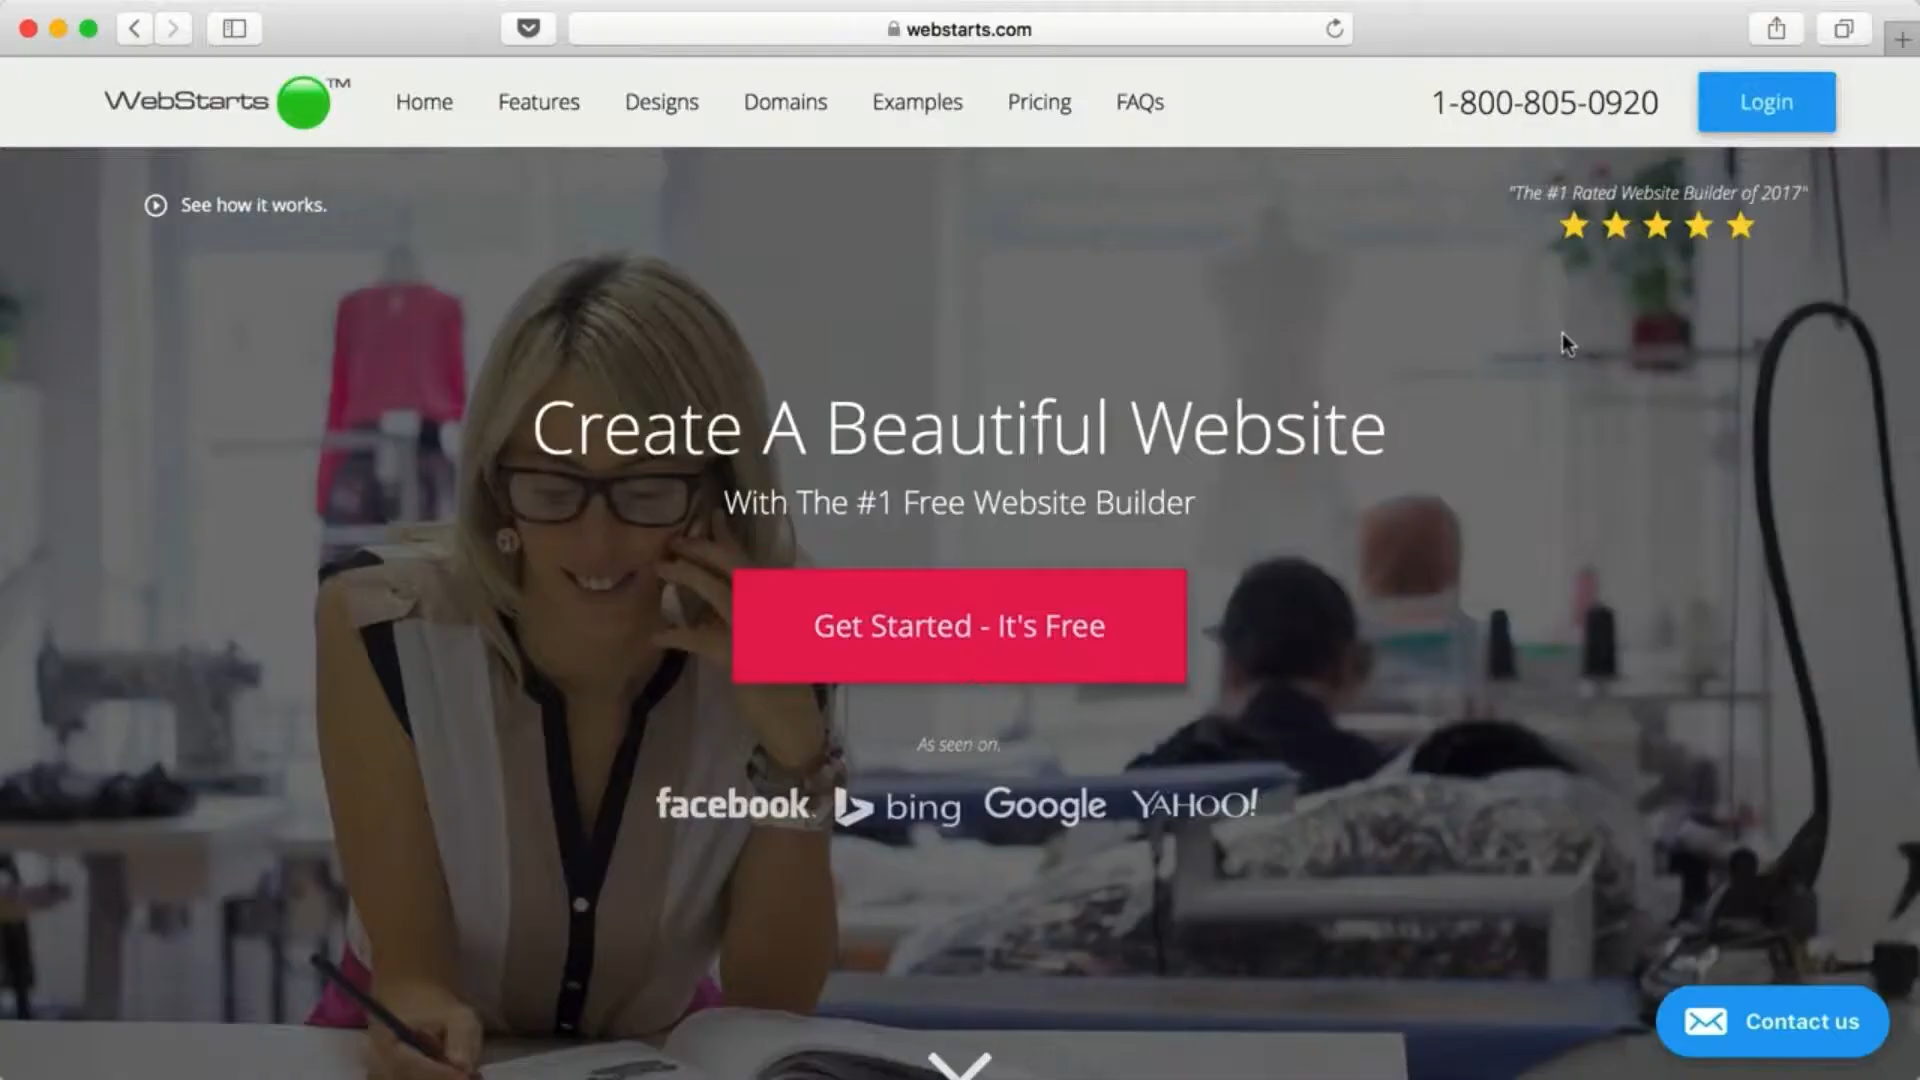 webstarts.com
WebStarts ™
Home Features Designs Domains Examples Pricing FAQs 1-800-805-0920 Login
See how it works.
"The #1 Rated Website Builder of 2017"
Create A Beautiful Website
With The #1 Free Website Builder
Get Started - It's Free
As seen on.
facebook. bing Google YAHOO!
Contact us